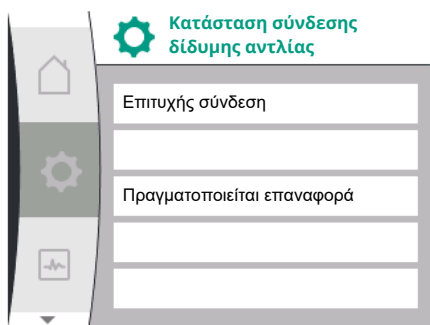 Κατάσταση σύνδεσης
δίδυμης αντλίας
Επιτυχής σύνδεση
Πραγματοποιείται επαναφορά